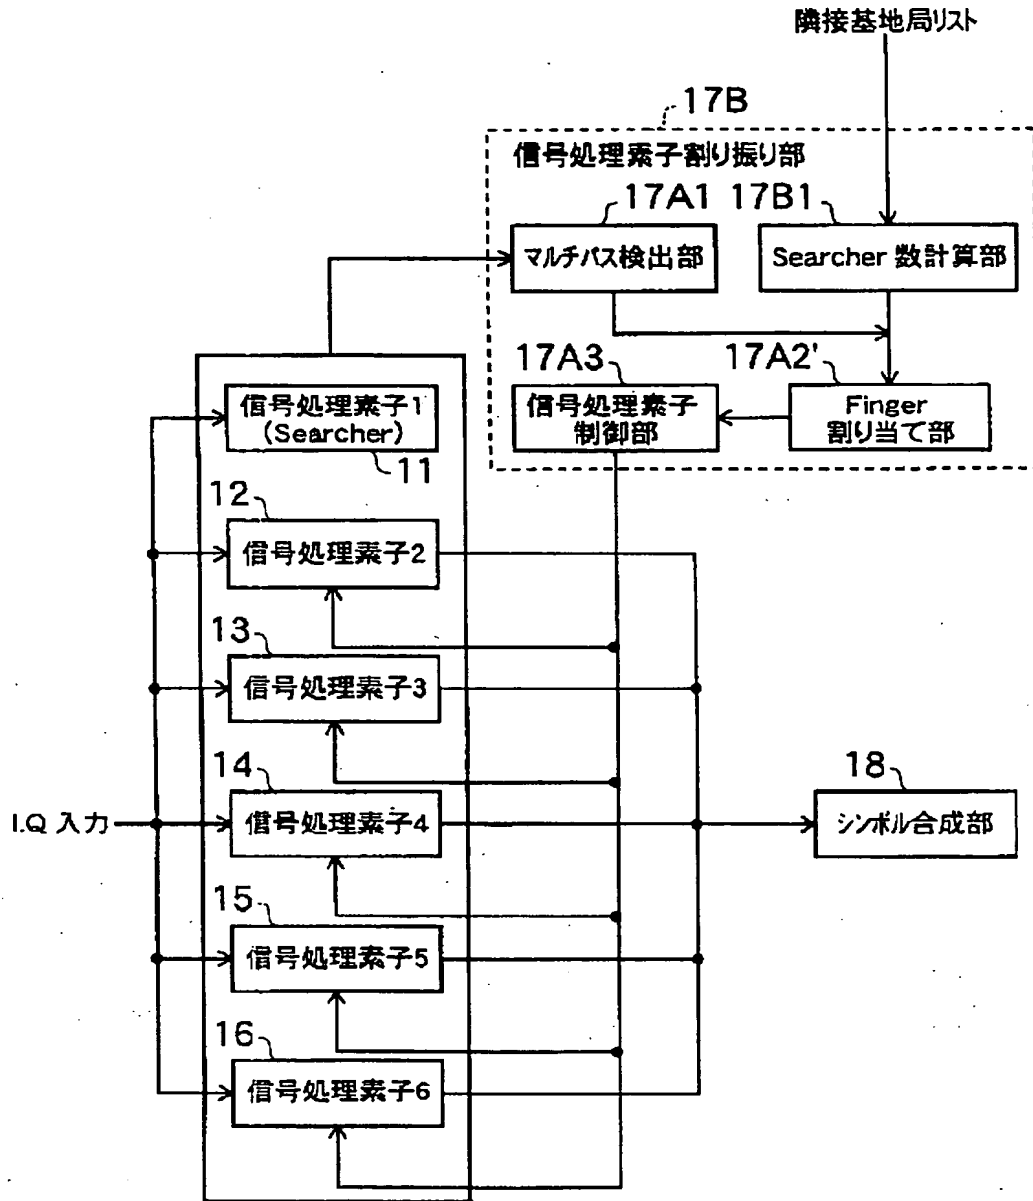 隣接基地局リスト
17B
信号処理素子割り振り部
17A1
17B1
マルチパス検出部
Searcher 数計算部
17A3
17A2'
信号処理素子
制御部
Finger
割り当て部
信号処理素子1
(Searcher)
11
12
信号処理素子2
13
信号処理素子3
14
信号処理素子4
I.Q 入力
18
シンボル合成部
15
信号処理素子5
16
信号処理素子6